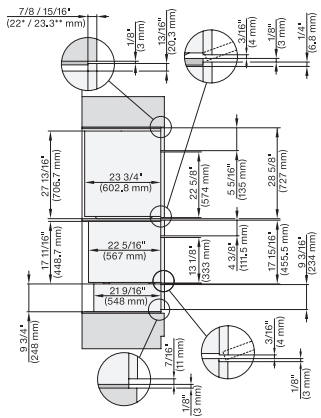 7/8 / 15/16"
(22* / 23.3** mm)
1/8"
(3 mm)
13/16"
(20.3 mm)
3/16"
(4 mm)
1/8"
(3 mm)
1/4"
(6.8 mm)
27 13/16"
(706.7 mm)
23 3/4"
(602.8 mm)
22 5/8"
(574 mm)
5 5/16"
(135 mm)
28 5/8"
(727 mm)
17 11/16"
(448.7 mm)
22 5/16"
(567 mm)
13 1/8"
(333 mm)
4 3/8"
(111.5 mm)
17 15/16"
(455.5 mm)
9 3/16"
(234 mm)
21 9/16"
(548 mm)
9 3/4"
(248 mm)
7/16"
(11 mm)
1/8"
(3 mm)
3/16"
(4 mm)
1/8"
(3 mm)